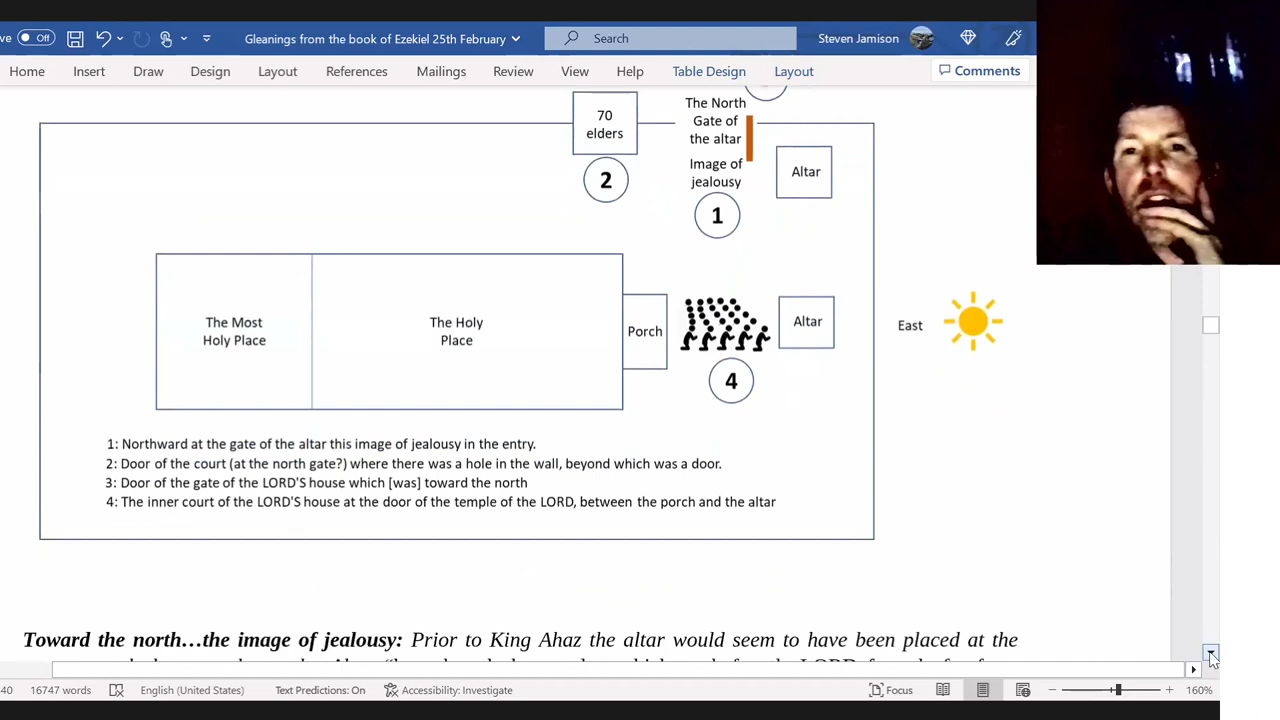 ve Off Gleanings from the book of Ezekiel 25th February Search Steven Jamison
Home Insert Draw Design Layout References Mailings Review View Help Table Design Layout Comments
70
elders
2
The North
Gate of
the altar
Image of
jealousy
1
Altar
The Most
Holy Place
The Holy
Place
Porch
4
Altar
East
1: Northward at the gate of the altar this image of jealousy in the entry.
2: Door of the court (at the north gate?) where there was a hole in the wall, beyond which was a door.
3: Door of the gate of the LORD'S house which [was] toward the north
4: The inner court of the LORD'S house at the door of the temple of the LORD, between the porch and the altar
Toward the north…the image of jealousy: Prior to King Ahaz the altar would seem to have been placed at the
40 16747 words English (United States) Text Predictions: On Accessibility: Investigate Focus 160%